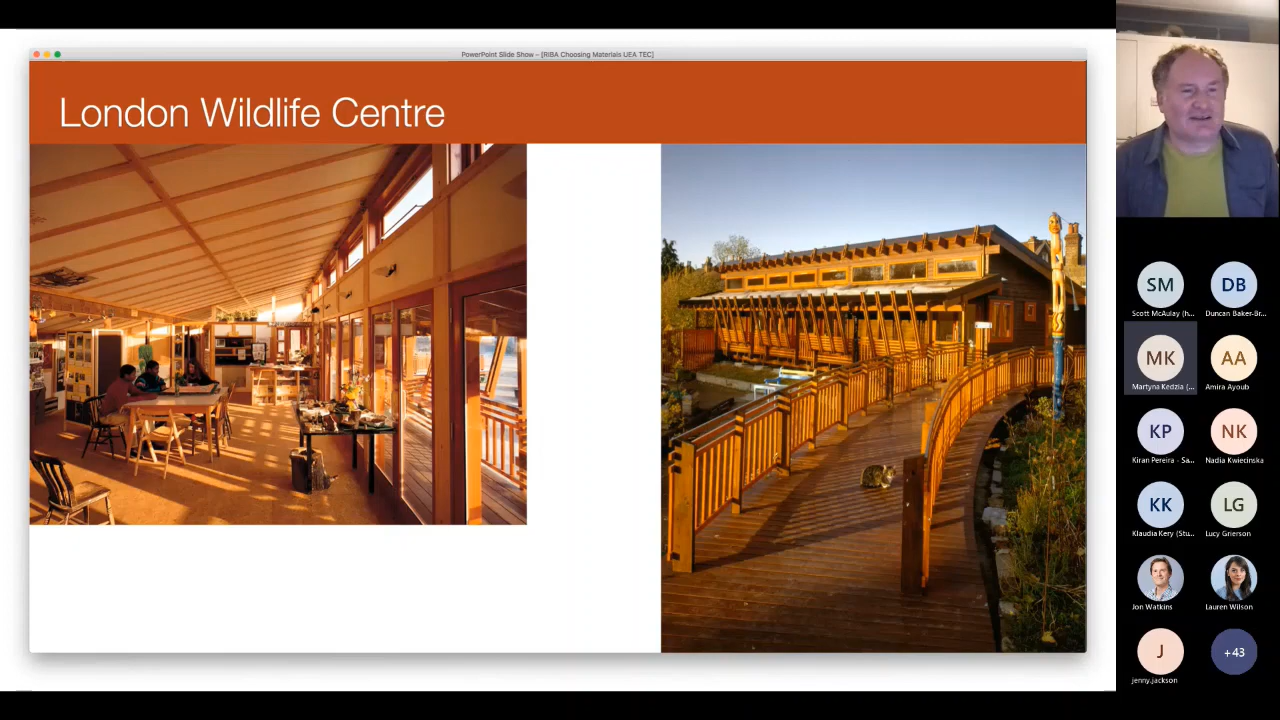 PowerPoint Slide Show – [RIBA Choosing Materials UEA TEC]
London Wildlife Centre
SM
DB
Scott McAulay (h...
Duncan Baker-Br...
MK
AA
Martyna Kedzia (...
Amira Ayoub
KP
NK
Kiran Pereira - Sa...
Nadia Kwiecinska
KK
LG
Klaudia Kery (Stu...
Lucy Grierson
Jon Watkins
Lauren Wilson
J
+43
jenny.jackson